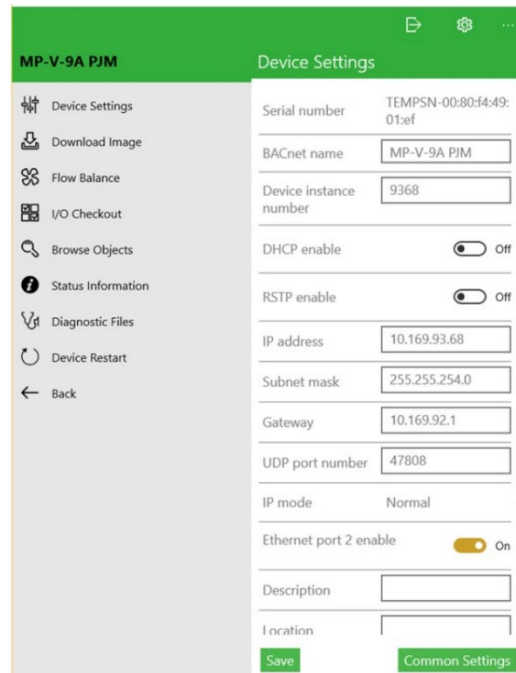 MP-V-9A PJM
Device Settings
Download Image
Flow Balance
I/O Checkout
Browse Objects
Status Information
Diagnostic Files
Device Restart
Back
Device Settings
Serial number
TEMPSN-00:80:f4:49:
01:ef
BACnet name
MP-V-9A PJM
Device instance
number
9368
DHCP enable
Off
RSTP enable
Off
IP address
10.169.93.68
Subnet mask
255.255.254.0
Gateway
10.169.92.1
UDP port number
47808
IP mode
Normal
Ethernet port 2 enable
On
Description
Location
Save
Common Settings